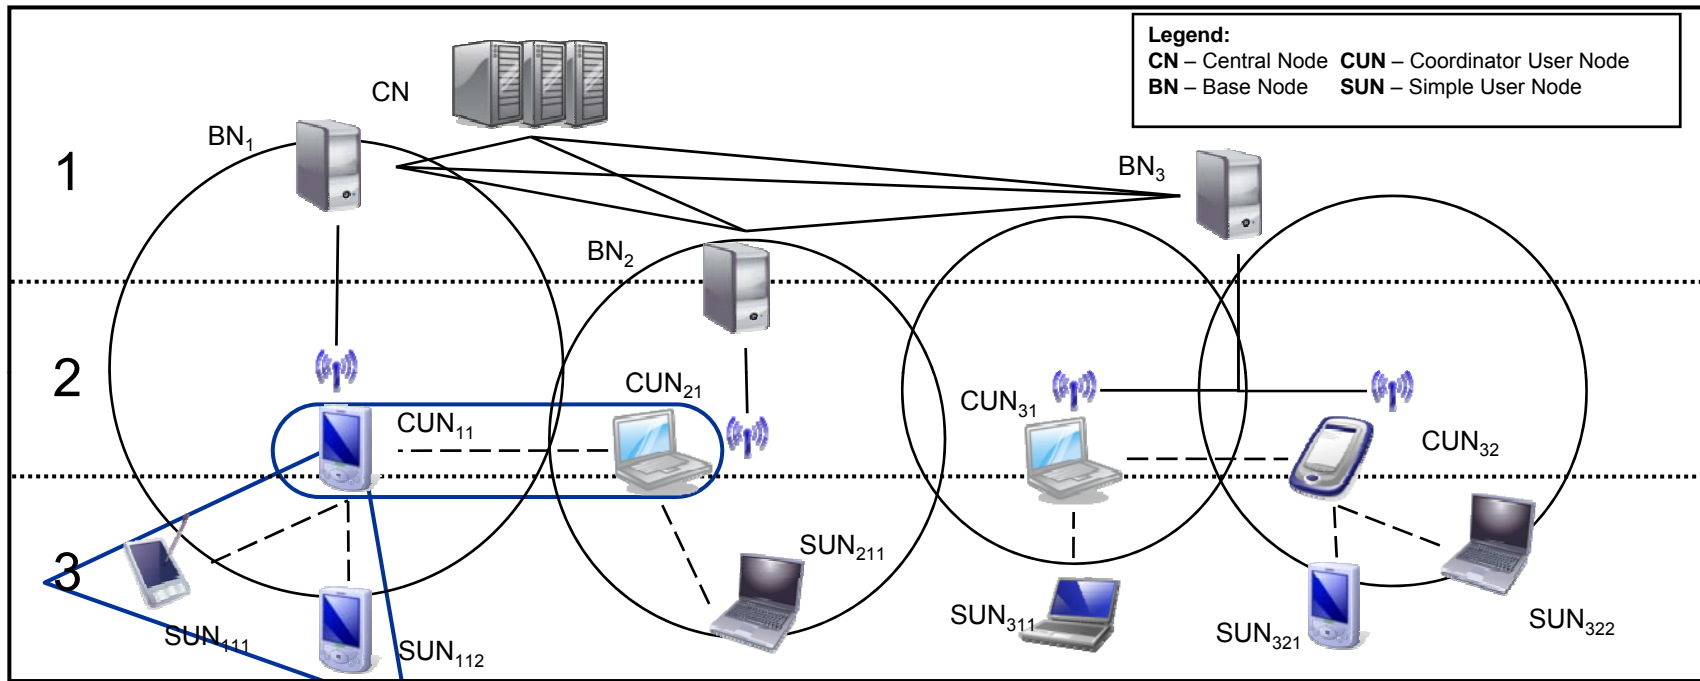 Legend:
CN – Central Node CUN – Coordinator User Node
BN – Base Node SUN – Simple User Node
CN
BN₁
1
BN₃
BN₂
2
CUN₂₁
CUN₁₁
CUN₃₁
CUN₃₂
3
SUN₂₁₁
SUN₁₁₁
SUN₁₁₂
SUN₃₁₁
SUN₃₂₁
SUN₃₂₂